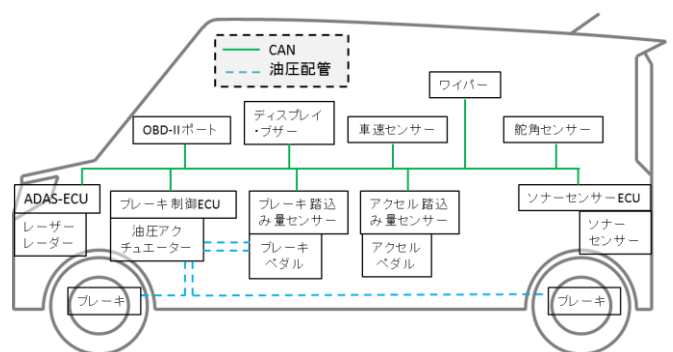 CAN
油圧配管
ワイパー
OBD-IIポート
ディスプレイ
・ブザー
車速センサー
舵角センサー
ADAS-ECU
レーザー
レーダー
ブレーキ制御ECU
油圧アク
チュエーター
ブレーキ踏込
み量センサー
ブレーキ
ペダル
アクセル踏込
み量センサー
アクセル
ペダル
ソナーセンサーECU
ソナー
センサー
ブレーキ
ブレーキ